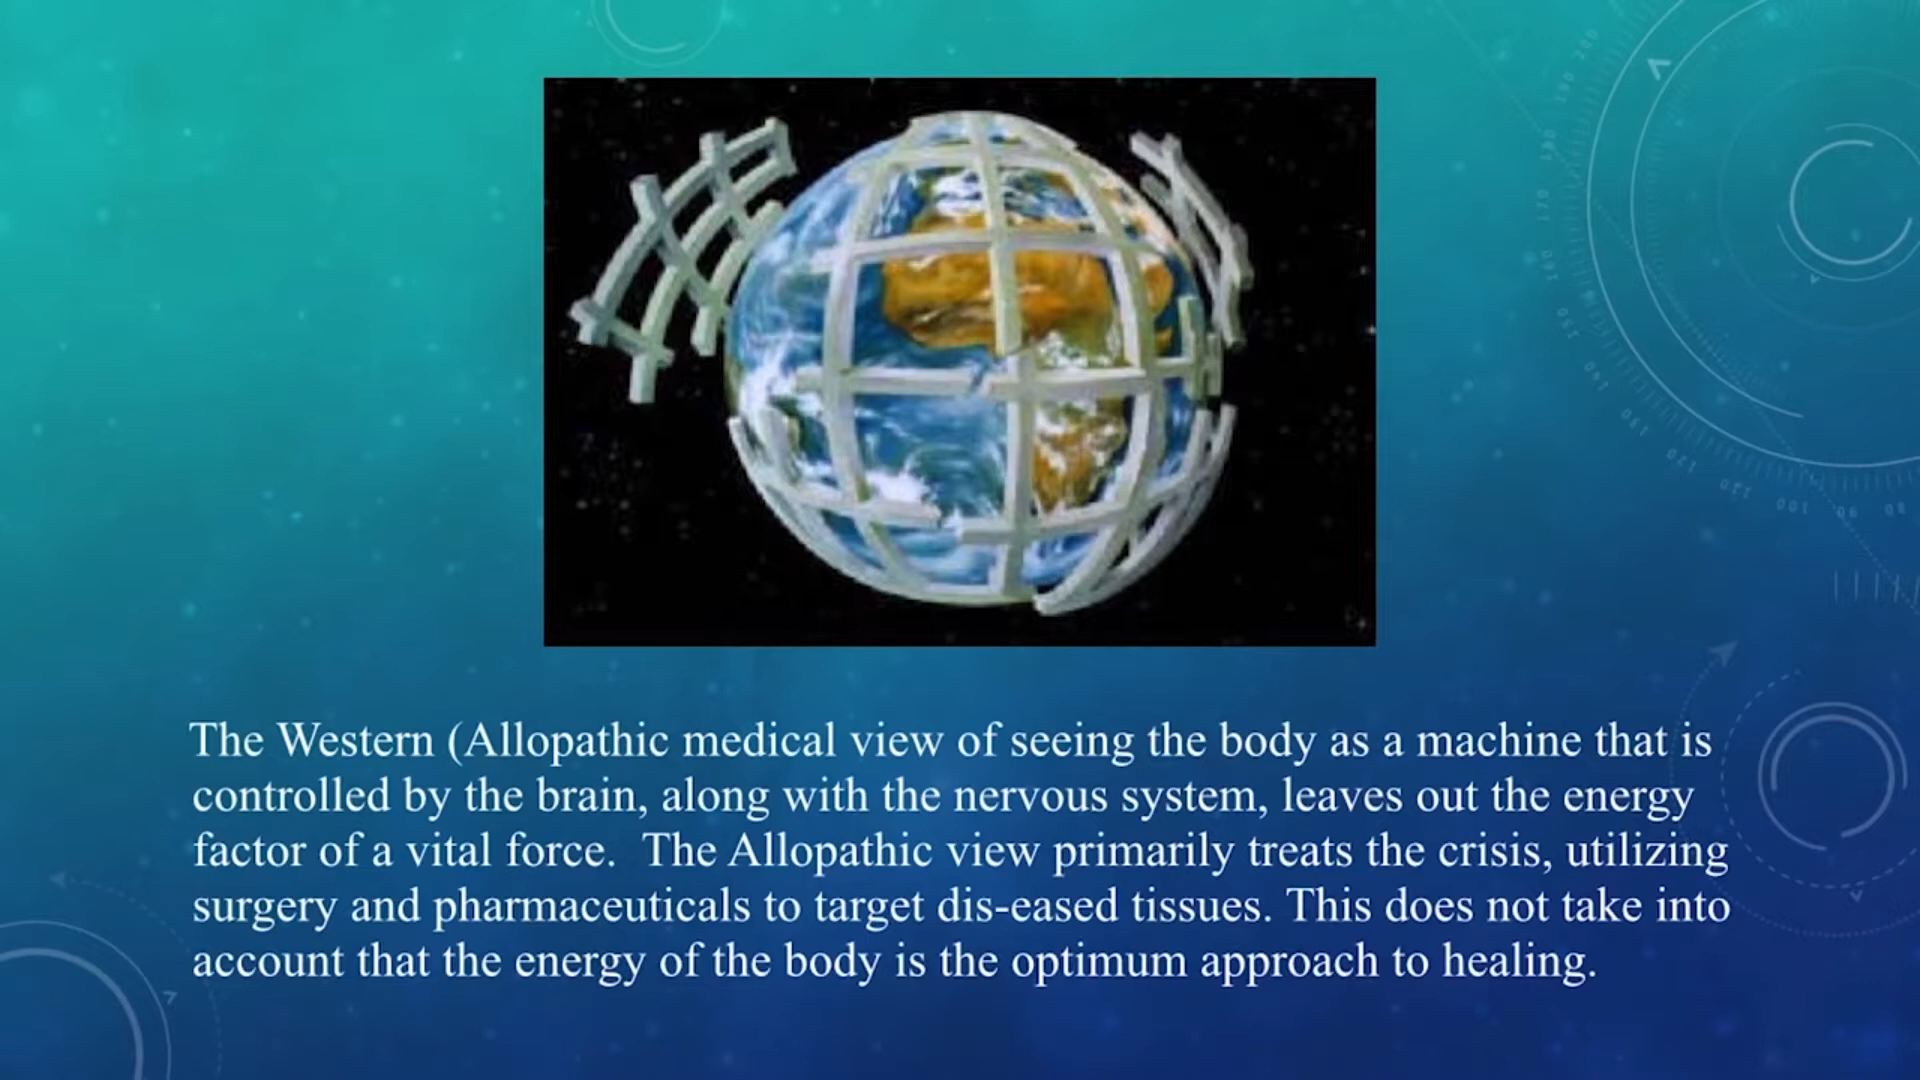 The Western (Allopathic medical view of seeing the body as a machine that is
controlled by the brain, along with the nervous system, leaves out the energy
factor of a vital force.  The Allopathic view primarily treats the crisis, utilizing
surgery and pharmaceuticals to target dis-eased tissues. This does not take into
account that the energy of the body is the optimum approach to healing.